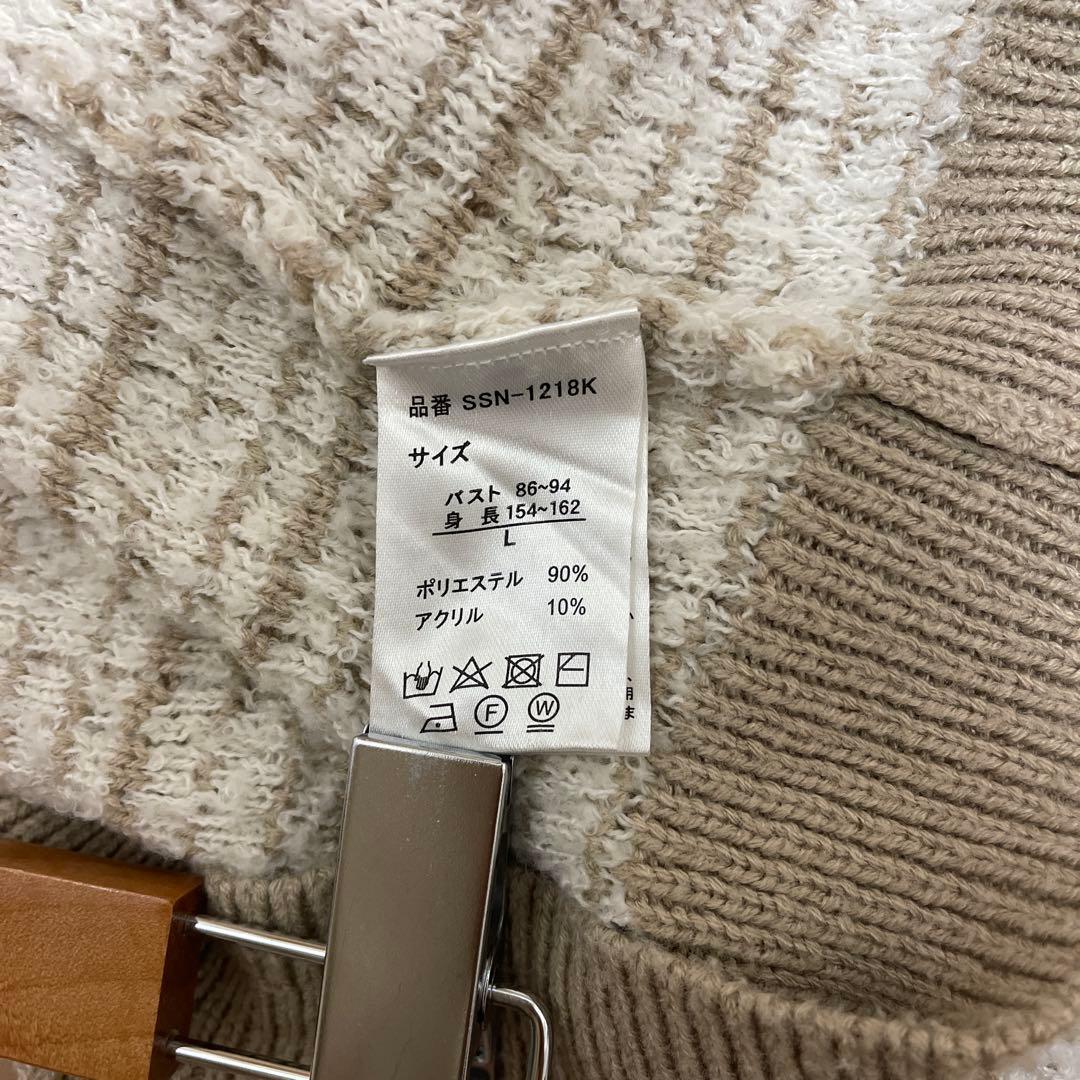 品番 SSN-1218K
サイズ
バスト 86~94
身 長 154~162
L
ポリエステル 90%
アクリル 10%
F W